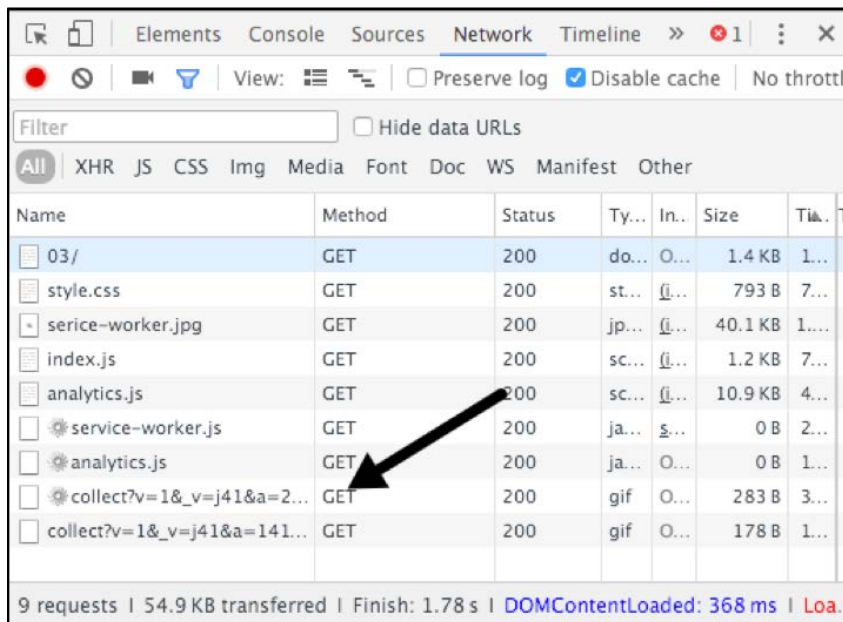 Elements Console Sources Network Timeline » 1
View: Preserve log Disable cache No throttl
Filter Hide data URLs
All XHR JS CSS Img Media Font Doc WS Manifest Other
Name Method Status Ty... In... Size Ti...
03/ GET 200 do... O... 1.4 KB 1...
style.css GET 200 st... (i... 793 B 7...
serice-worker.jpg GET 200 jp... (i... 40.1 KB 1....
index.js GET 200 sc... (i... 1.2 KB 7...
analytics.js GET 200 sc... (i... 10.9 KB 4...
service-worker.js GET 200 ja... s... 0 B 2...
analytics.js GET 200 ja... O... 0 B 1...
collect?v=1&_v=j41&a=2... GET 200 gif O... 283 B 3...
collect?v=1&_v=j41&a=141... GET 200 gif O... 178 B 1...
9 requests | 54.9 KB transferred | Finish: 1.78 s | DOMContentLoaded: 368 ms | Loa.